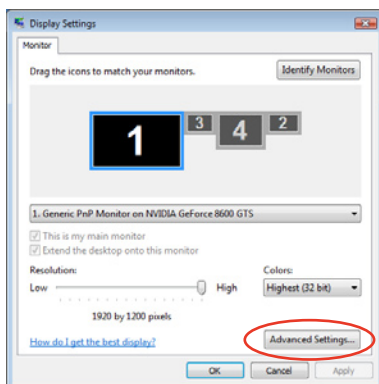 Display Settings
Monitor
Drag the icons to match your monitors.
Identify Monitors
1
3
4
2
1. Generic PnP Monitor on NVIDIA GeForce 8600 GTS
This is my main monitor
Extend the desktop onto this monitor
Resolution:
Colors:
Low
High
Highest (32 bit)
1920 by 1200 pixels
How do I get the best display?
Advanced Settings...
OK
Cancel
Apply